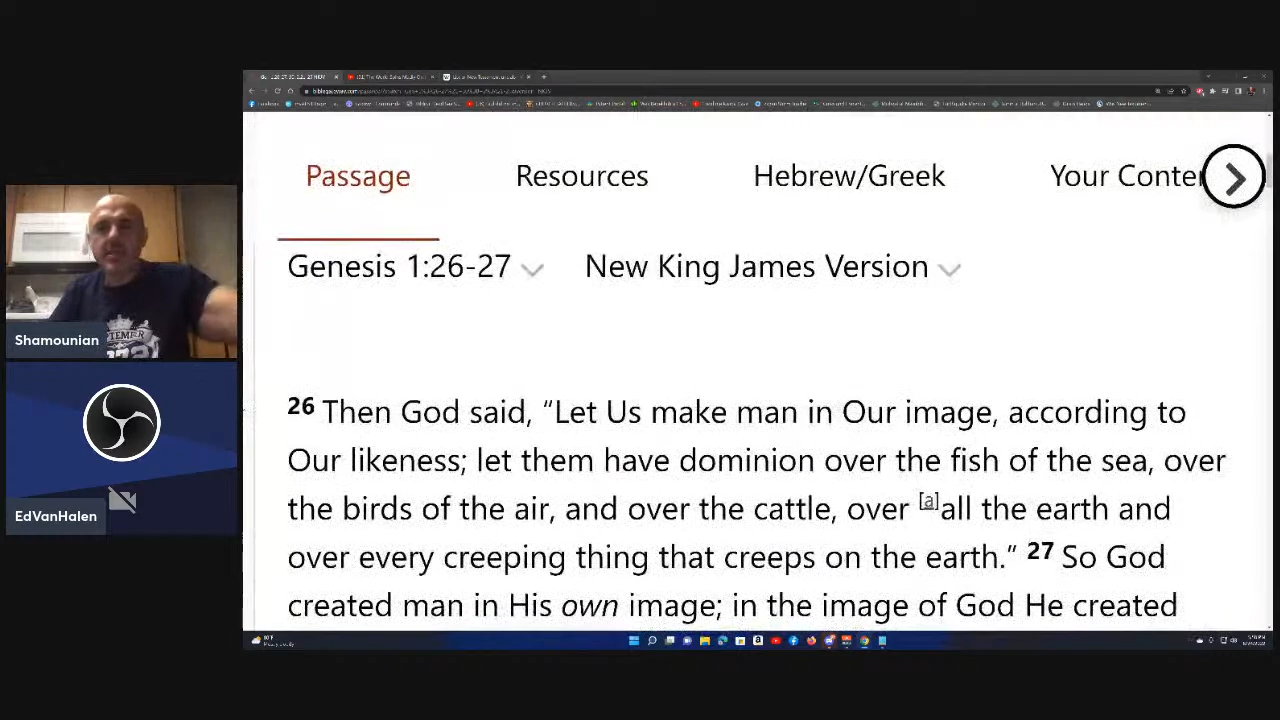 Passage
Resources
Hebrew/Greek
Your Conten
Genesis 1:26-27
New King James Version
26 Then God said, “Let Us make man in Our image, according to
Our likeness; let them have dominion over the fish of the sea, over
the birds of the air, and over the cattle, over [a]all the earth and
over every creeping thing that creeps on the earth.” 27 So God
created man in His own image; in the image of God He created
Shamounian
EdVanHalen